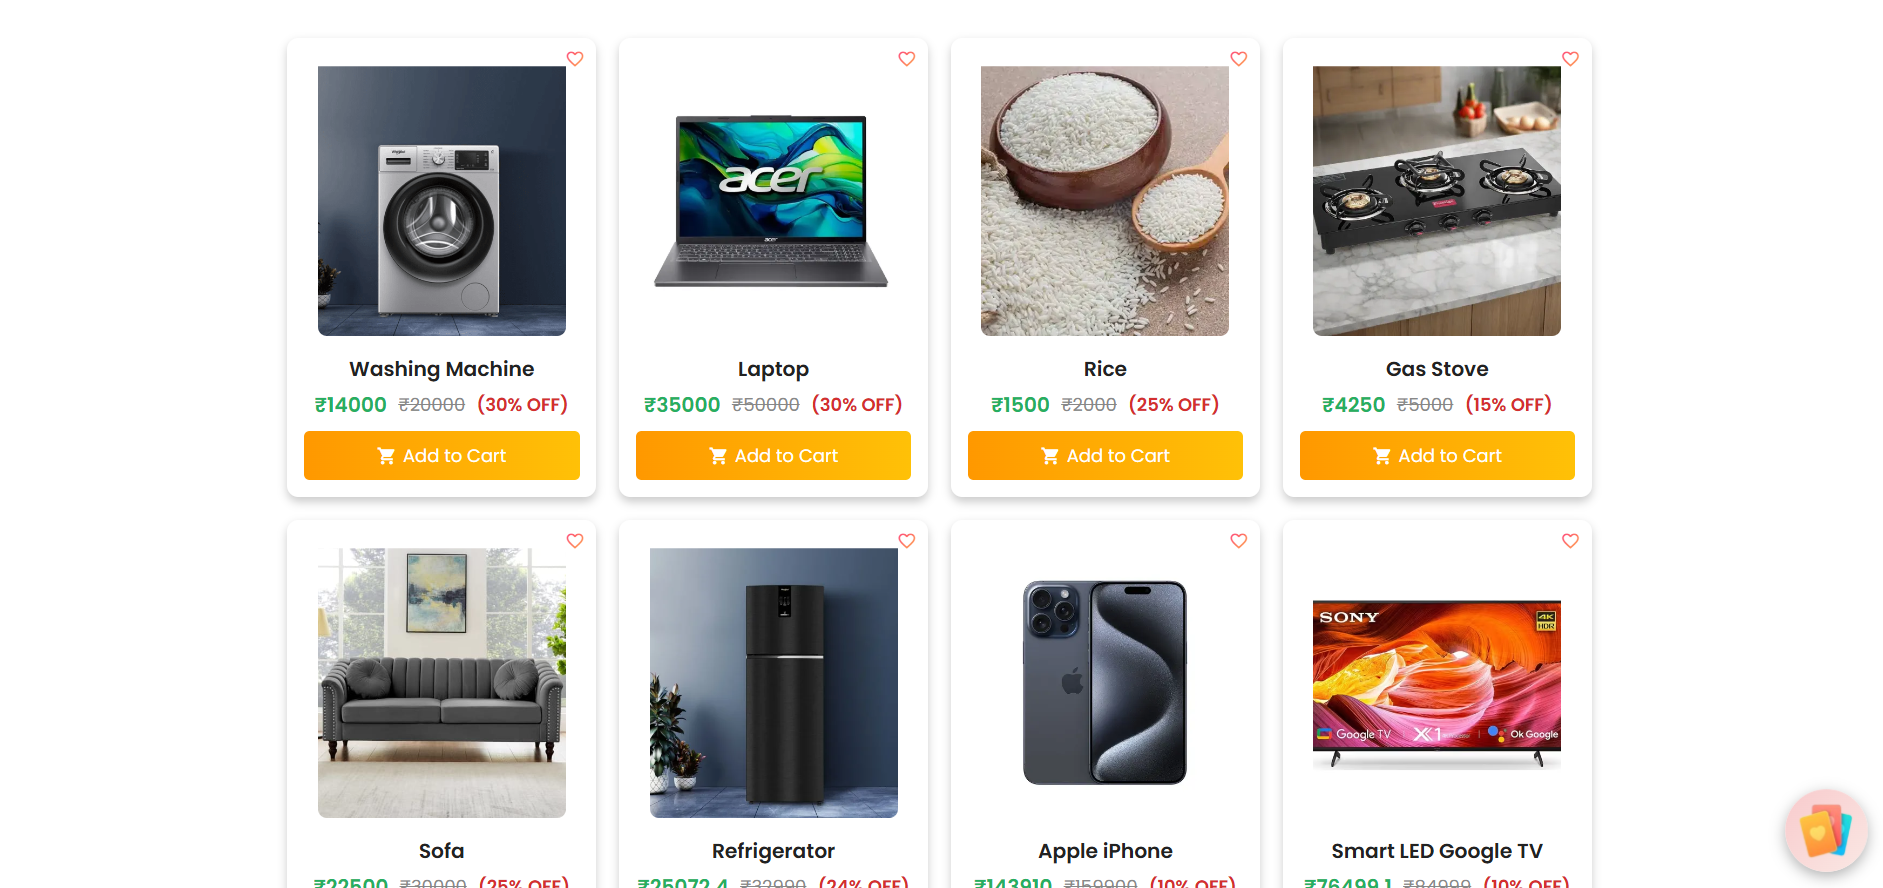 acer
acer
Washing Machine
Laptop
Rice
Gas Stove
₹14000 ₹20000 (30% OFF)
₹35000 ₹50000 (30% OFF)
₹1500 ₹2000 (25% OFF)
₹4250 ₹5000 (15% OFF)
Add to Cart
Add to Cart
Add to Cart
Add to Cart
SONY
4K
HDR
Google TV
X1
Ok Google
Sofa
Refrigerator
Apple iPhone
Smart LED Google TV
₹22500 ₹30000 (25% OFF)
₹25072.4 ₹32990 (24% OFF)
₹143910 ₹159900 (10% OFF)
₹76499.1 ₹84999 (10% OFF)